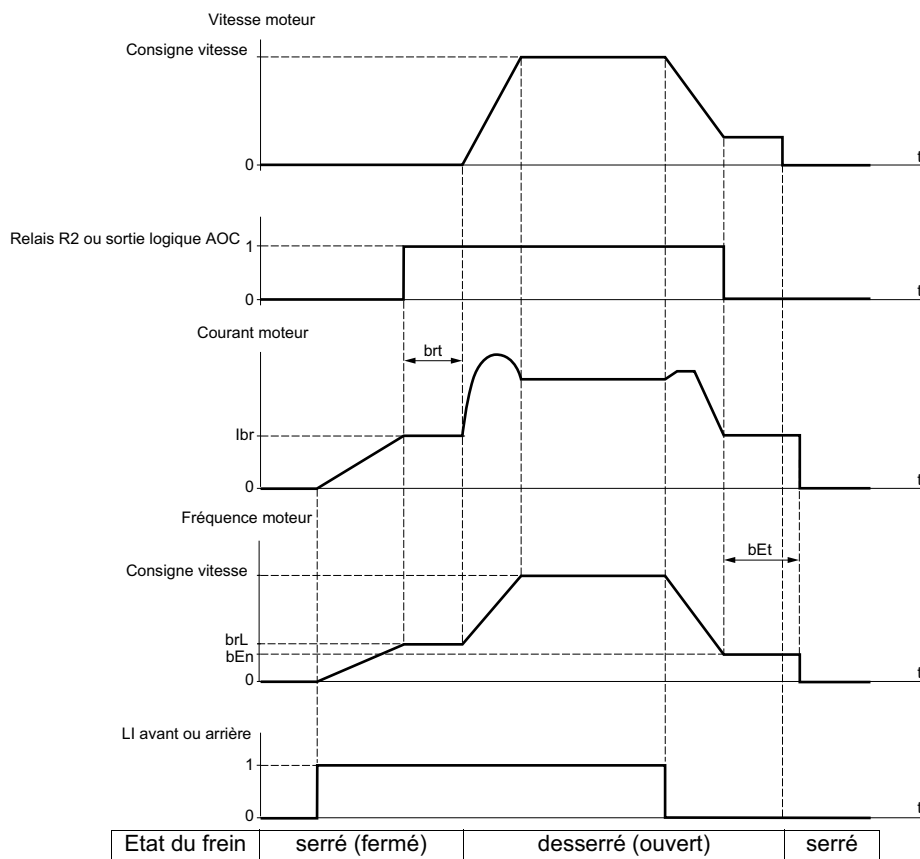 Vitesse moteur
Consigne vitesse
0
t
Relais R2 ou sortie logique AOC
1
0
t
Courant moteur
brt
Ibr
0
t
Fréquence moteur
bEt
Consigne vitesse
brL
bEn
0
t
LI avant ou arrière
1
0
t
Etat du frein serré (fermé) desserré (ouvert) serré